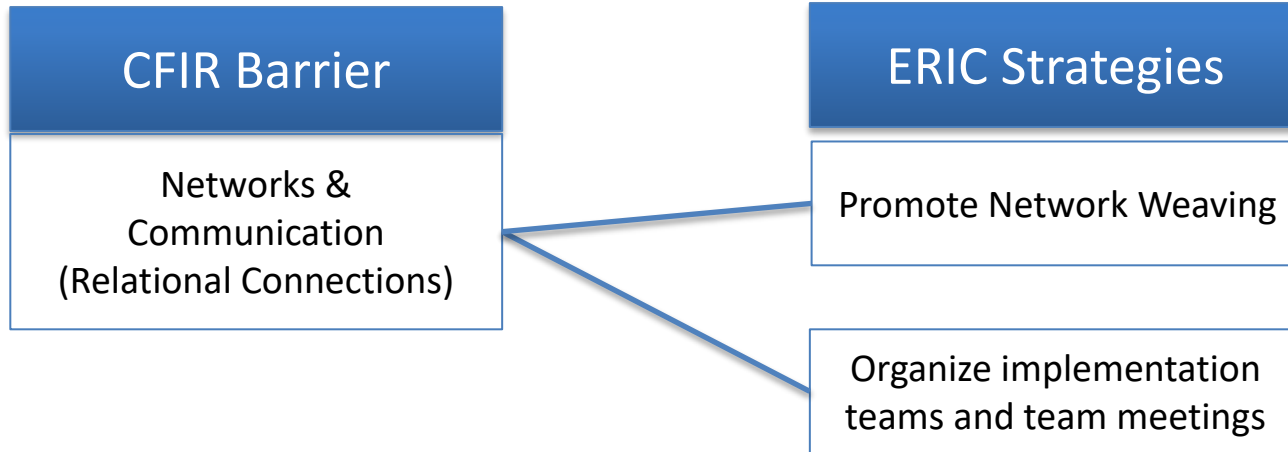 CFIR Barrier
Networks &
Communication
(Relational Connections)
ERIC Strategies
Promote Network Weaving
Organize implementation
teams and team meetings